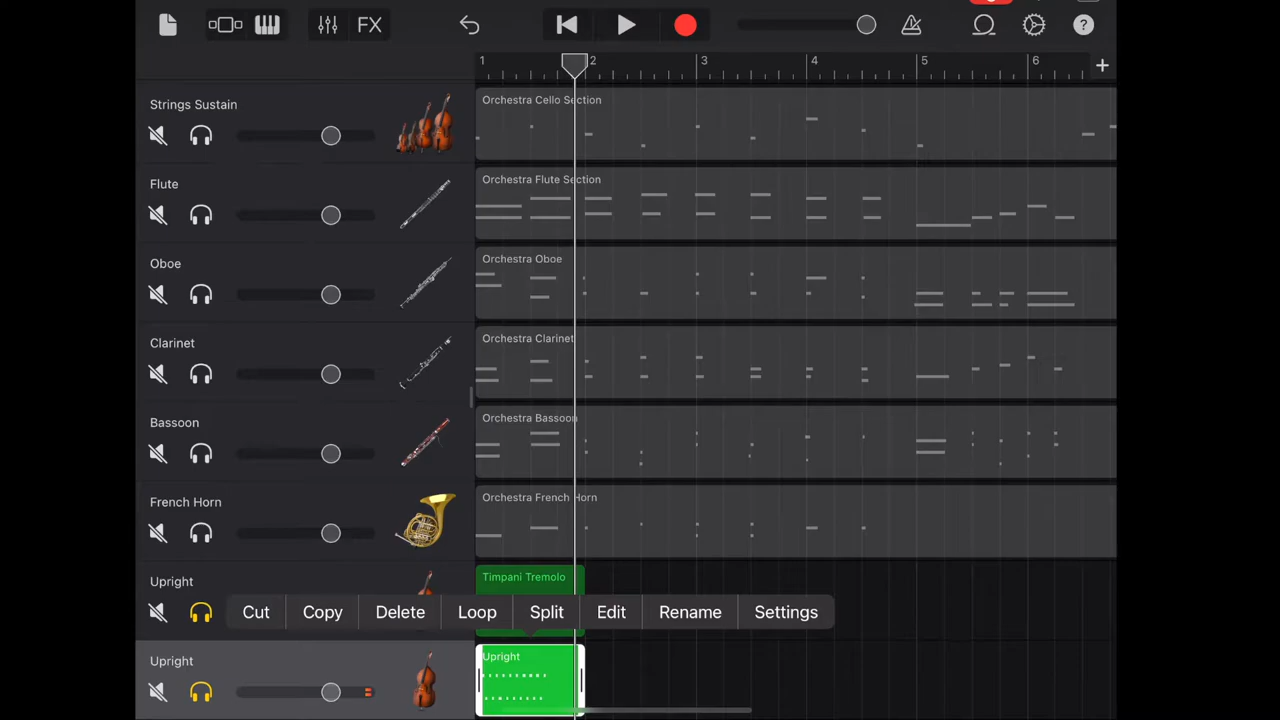 FX
?
1
2
3
4
5
6
+
Strings Sustain
Orchestra Cello Section
Flute
Orchestra Flute Section
Oboe
Orchestra Oboe
Clarinet
Orchestra Clarinet
Bassoon
Orchestra Bassoon
French Horn
Orchestra French Horn
Upright
Timpani Tremolo
Cut Copy Delete Loop Split Edit Rename Settings
Upright
Upright